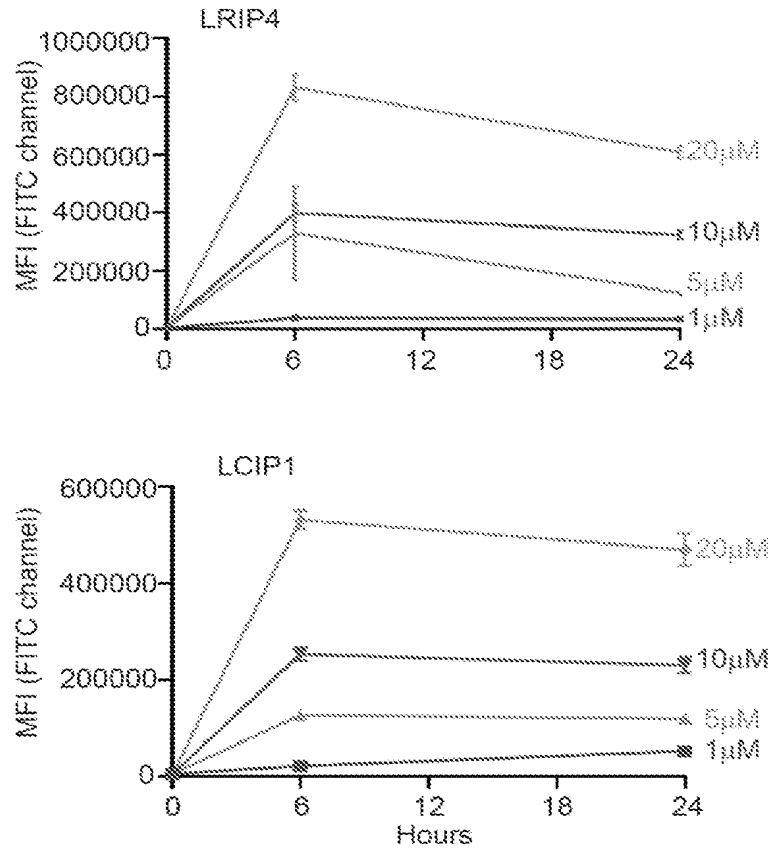 LRIP4
MFI (FITC channel)
1000000
800000
600000
400000
200000
0
20μM
10μM
5μM
1μM
0 6 12 18 24
LCIP1
MFI (FITC channel)
600000
400000
200000
0
20μM
10μM
5μM
1μM
0 6 12 18 24
Hours